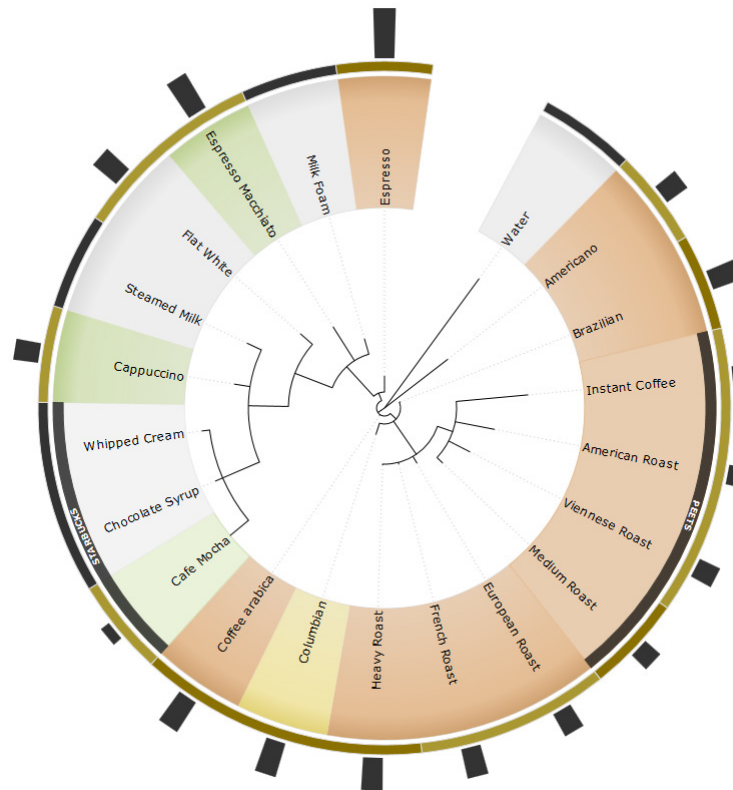 Espresso
Milk Foam
Espresso Macchiato
Flat White
Steamed Milk
Cappuccino
Whipped Cream
Chocolate Syrup
Cafe Mocha
STARBUCKS
Coffee arabica
Columbian
Heavy Roast
French Roast
European Roast
Medium Roast
Viennese Roast
American Roast
Instant Coffee
PEETS
Brazilian
Americano
Water